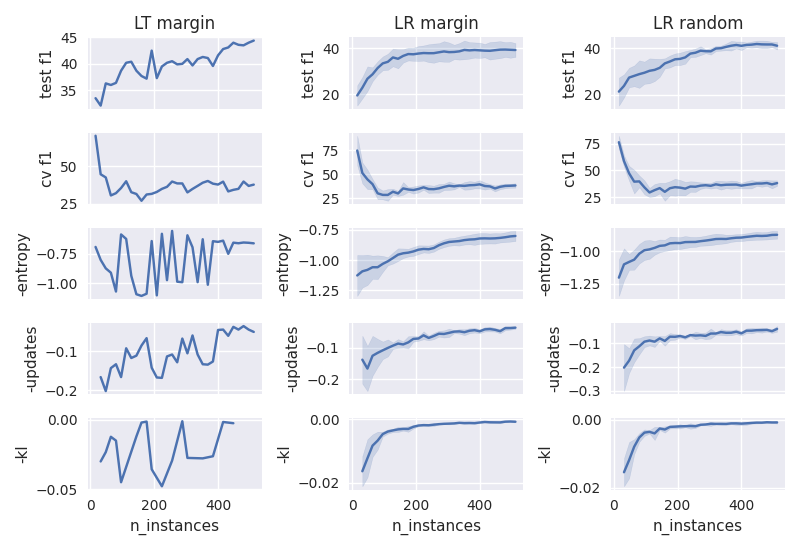 LT margin LR margin LR random
test f1 45 40 35
test f1 40 20
test f1 40 20
cv f1 50 25
cv f1 75 50 25
cv f1 75 50 25
-entropy −0.75 −1.00
-entropy −0.75 −1.00 −1.25
-entropy −1.00 −1.25
-updates −0.1 −0.2
-updates −0.1 −0.2
-updates −0.1 −0.2 −0.3
-kl 0.00 −0.05
-kl 0.00 −0.02
-kl 0.00 −0.02
0 200 400
0 200 400
0 200 400
n_instances n_instances n_instances